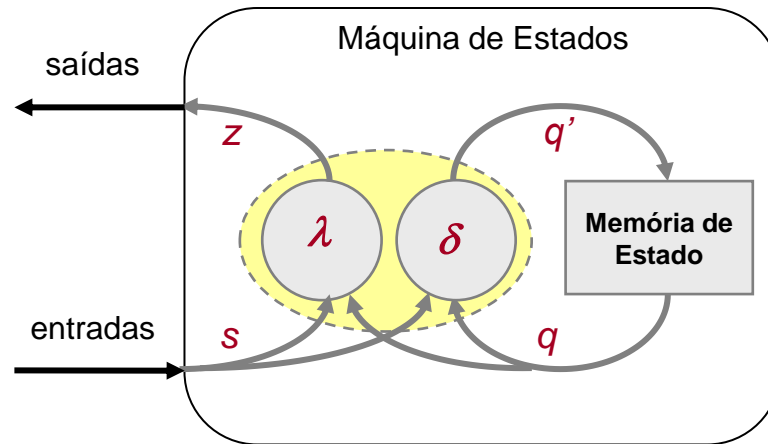 Máquina de Estados
saídas
z
q’
λ
δ
Memória de
Estado
entradas
s
q